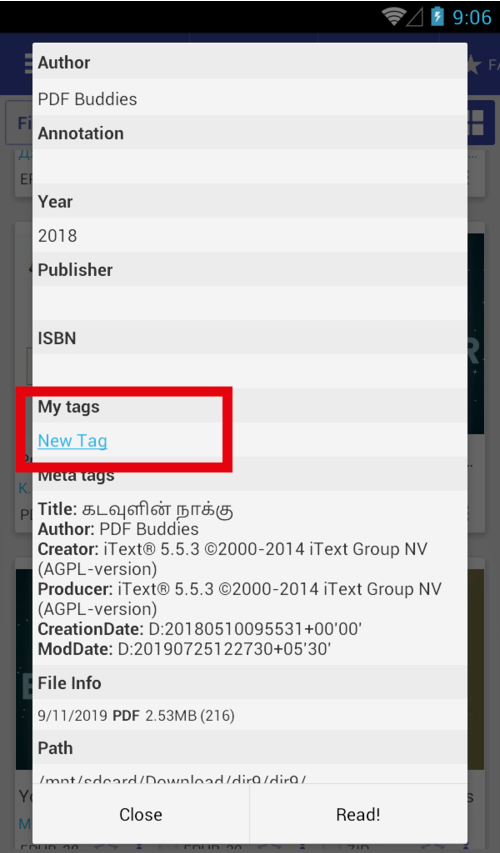 9:06
FA
Fi
Author
PDF Buddies
Annotation
Year
2018
Publisher
ISBN
My tags
New Tag
Meta tags
Title: கடவுளின் நாக்கு
Author: PDF Buddies
Creator: iText® 5.5.3 ©2000-2014 iText Group NV
(AGPL-version)
Producer: iText® 5.5.3 ©2000-2014 iText Group NV
(AGPL-version)
CreationDate: D:20180510095531+00'00'
ModDate: D:20190725122730+05'30'
File Info
9/11/2019 PDF 2.53MB (216)
Path
/mnt/sdcard/Download/dir9/dir9/
Close
Read!